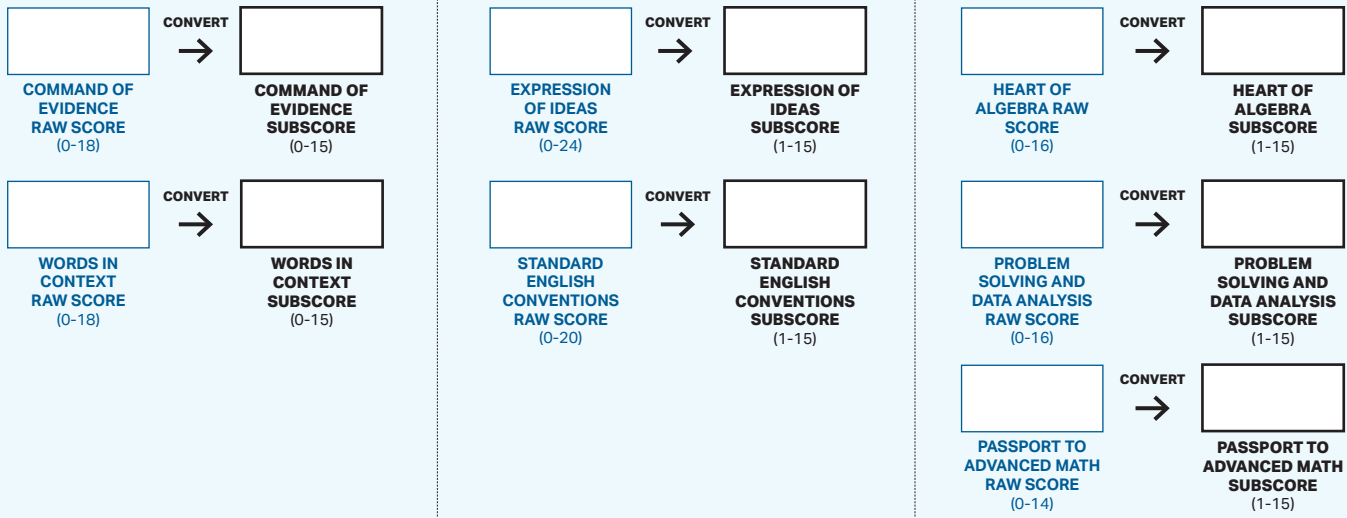 CONVERT
COMMAND OF
EVIDENCE
RAW SCORE
(0-18)
COMMAND OF
EVIDENCE
SUBSCORE
(0-15)
CONVERT
WORDS IN
CONTEXT
RAW SCORE
(0-18)
WORDS IN
CONTEXT
SUBSCORE
(0-15)
CONVERT
EXPRESSION
OF IDEAS
RAW SCORE
(0-24)
EXPRESSION OF
IDEAS
SUBSCORE
(1-15)
CONVERT
STANDARD
ENGLISH
CONVENTIONS
RAW SCORE
(0-20)
STANDARD
ENGLISH
CONVENTIONS
SUBSCORE
(1-15)
CONVERT
HEART OF
ALGEBRA RAW
SCORE
(0-16)
HEART OF
ALGEBRA
SUBSCORE
(1-15)
CONVERT
PROBLEM
SOLVING AND
DATA ANALYSIS
RAW SCORE
(0-16)
PROBLEM
SOLVING AND
DATA ANALYSIS
SUBSCORE
(1-15)
CONVERT
PASSPORT TO
ADVANCED MATH
RAW SCORE
(0-14)
PASSPORT TO
ADVANCED MATH
SUBSCORE
(1-15)